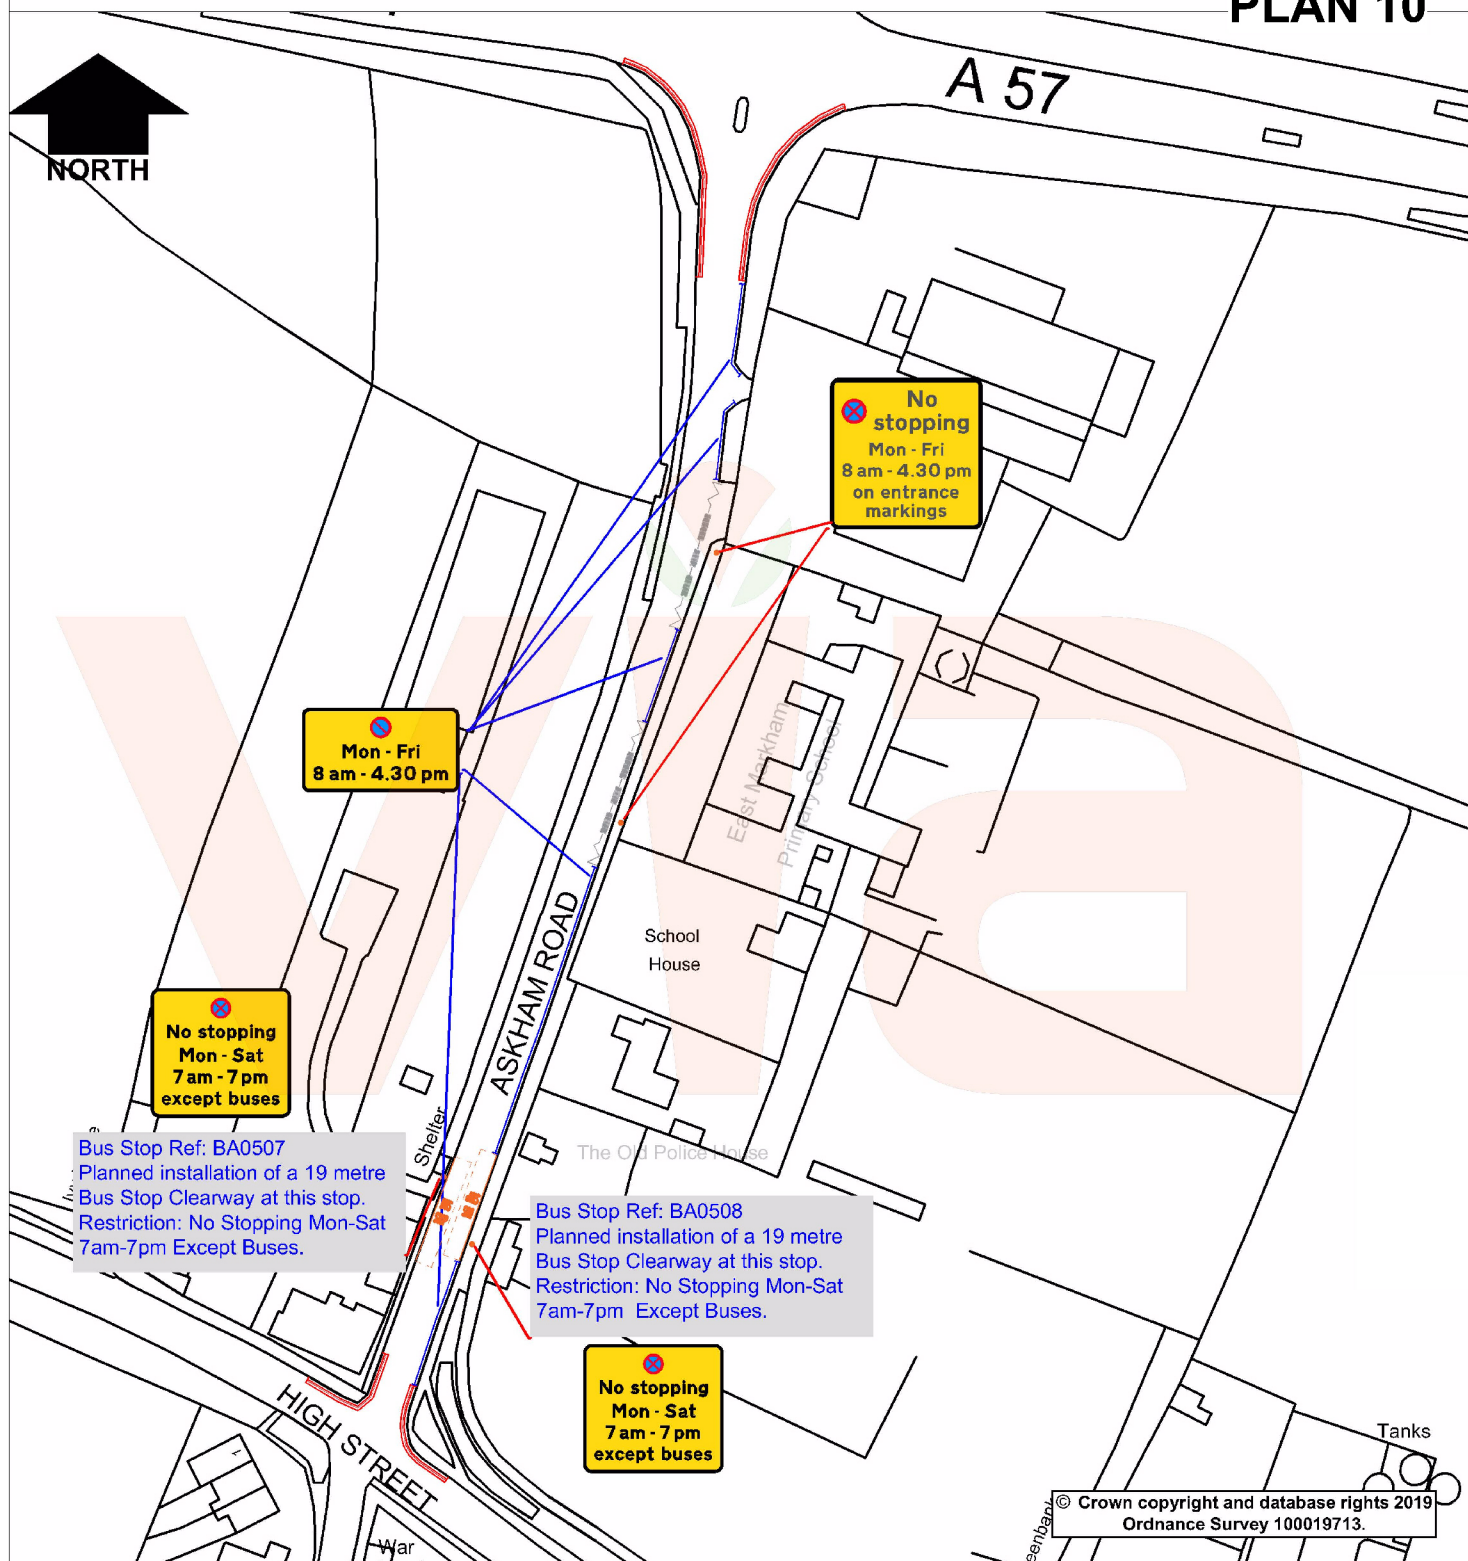 PLAN 10
A 57
NORTH
No
stopping
Mon - Fri
8 am - 4.30 pm
on entrance
markings
Mon - Fri
8 am - 4.30 pm
East Markham
Primary School
ASKHAM ROAD
School
House
No stopping
Mon - Sat
7 am - 7 pm
except buses
Shelter
The Old Police House
Bus Stop Ref: BA0507
Planned installation of a 19 metre
Bus Stop Clearway at this stop.
Restriction: No Stopping Mon-Sat
7am-7pm Except Buses.
Bus Stop Ref: BA0508
Planned installation of a 19 metre
Bus Stop Clearway at this stop.
Restriction: No Stopping Mon-Sat
7am-7pm  Except Buses.
No stopping
Mon - Sat
7 am - 7 pm
except buses
HIGH STREET
1
War
Tanks
© Crown copyright and database rights 2019
Ordnance Survey 100019713.
via